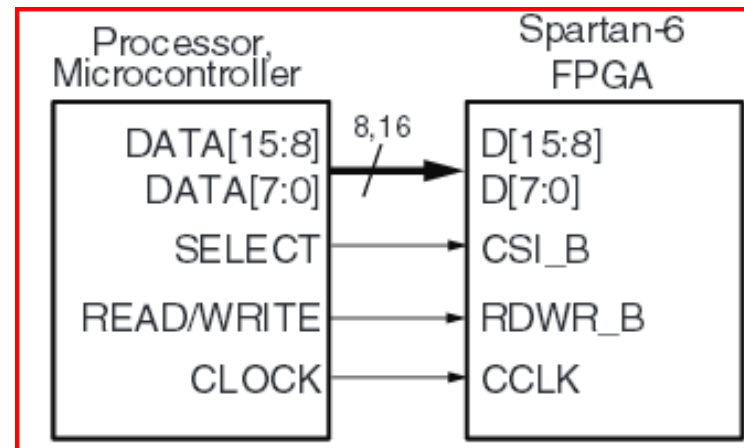 Processor,
Microcontroller
Spartan-6
FPGA
DATA[15:8]
DATA[7:0]
SELECT
READ/WRITE
CLOCK
8,16
D[15:8]
D[7:0]
CSI_B
RDWR_B
CCLK